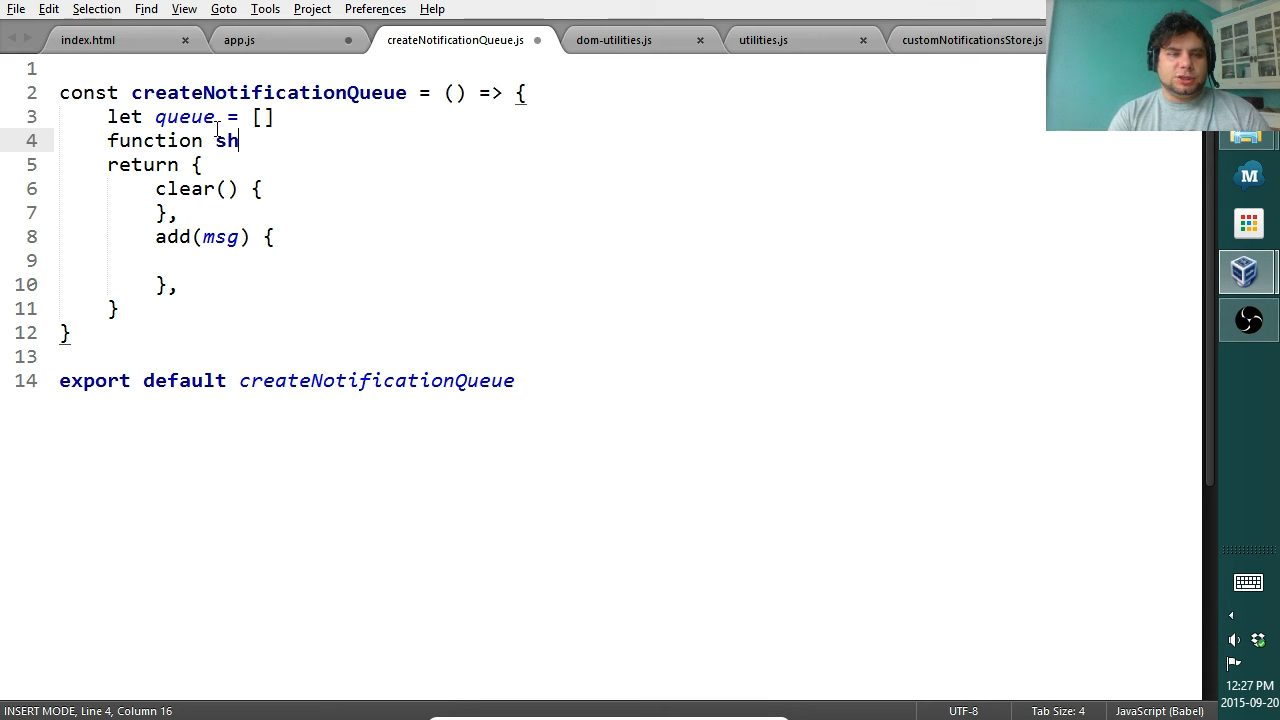 File Edit Selection Find View Goto Tools Project Preferences Help
index.html × app.js createNotificationQueue.js dom-utilities.js × utilities.js × customNotificationsStore.js
1
2 const createNotificationQueue = () => {
3 let queue = []
4 function sh
5 return {
6 clear() {
7 },
8 add(msg) {
9
10 },
11 }
12 }
13
14 export default createNotificationQueue
M
12:27 PM
2015-09-20
INSERT MODE, Line 4, Column 16 UTF-8 Tab Size: 4 JavaScript (Babel)